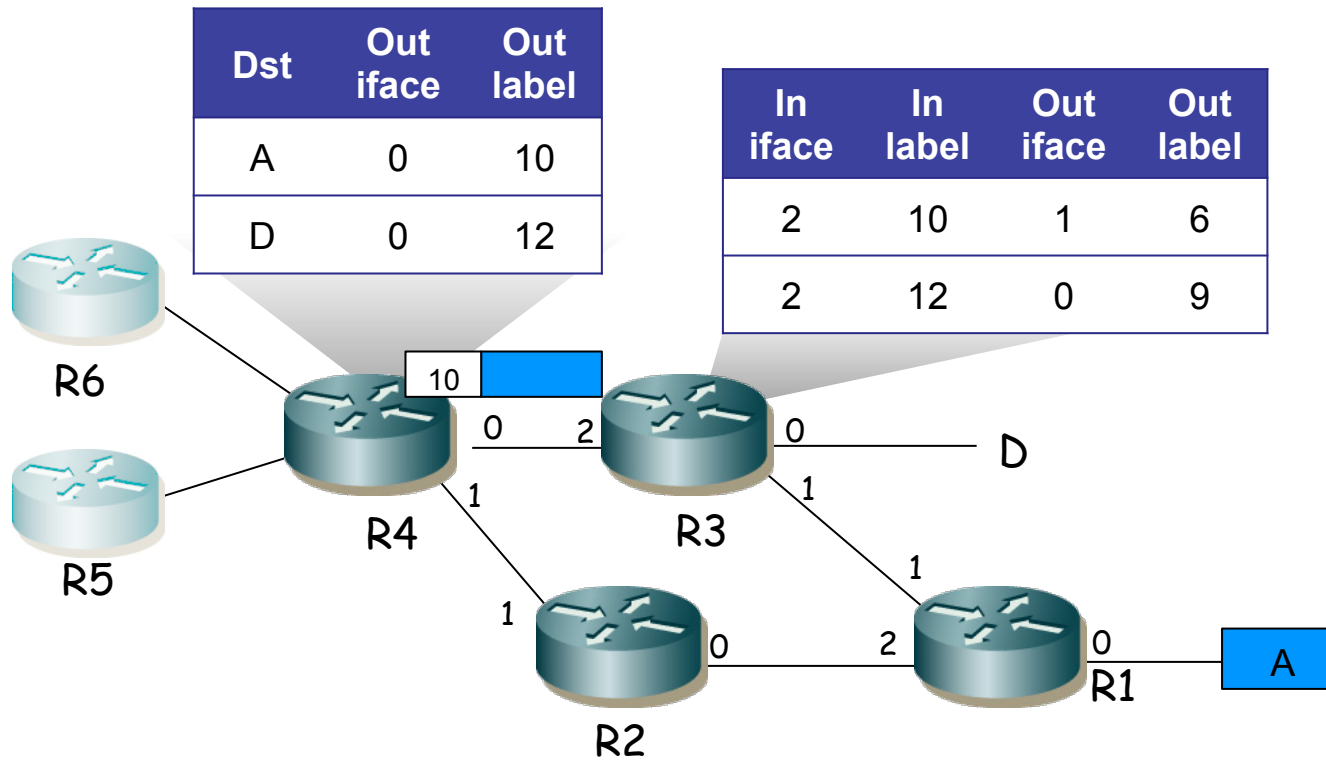 Dst Out iface Out label
A 0 10
D 0 12
In iface In label Out iface Out label
2 10 1 6
2 12 0 9
R6
10
0 2 0 D
1 R4 R3 1
R5
1 1
0 2 0 A
R2 R1